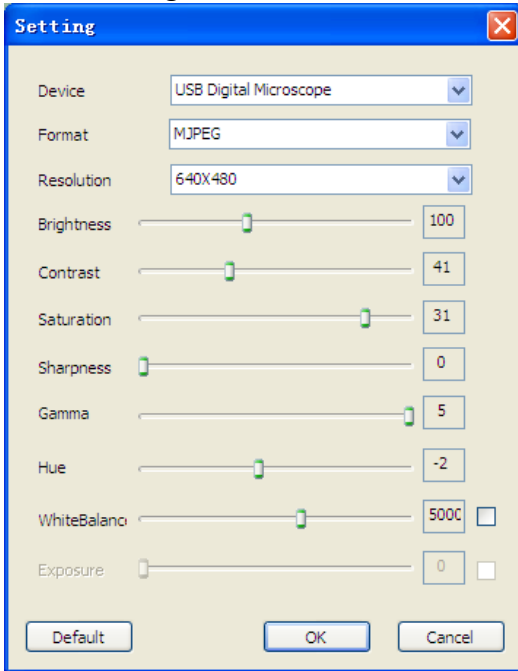 Setting
Device USB Digital Microscope
Format MJPEG
Resolution 640X480
Brightness 100
Contrast 41
Saturation 31
Sharpness 0
Gamma 5
Hue -2
WhiteBalanc 500
Exposure 0
Default OK Cancel